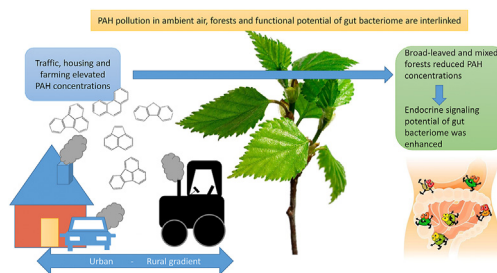 PAH pollution in ambient air, forests and functional potential of gut bacteriome are interlinked
Traffic, housing and
farming elevated
PAH concentrations
Broad-leaved and mixed
forests reduced PAH
concentrations
Endocrine signaling
potential of gut
bacteriome was
enhanced
Urban - Rural gradient